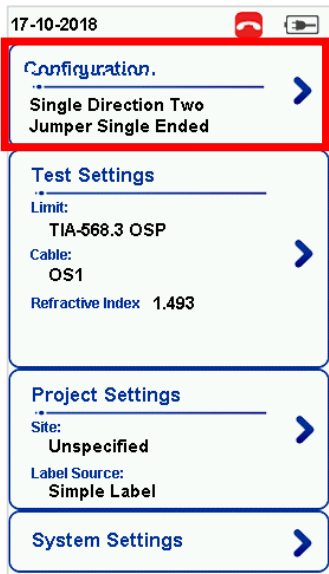 17-10-2018
Configuration.
Single Direction Two
Jumper Single Ended
Test Settings
Limit:
TIA-568.3 OSP
Cable:
OS1
Refractive Index 1.493
Project Settings
Site:
Unspecified
Label Source:
Simple Label
System Settings